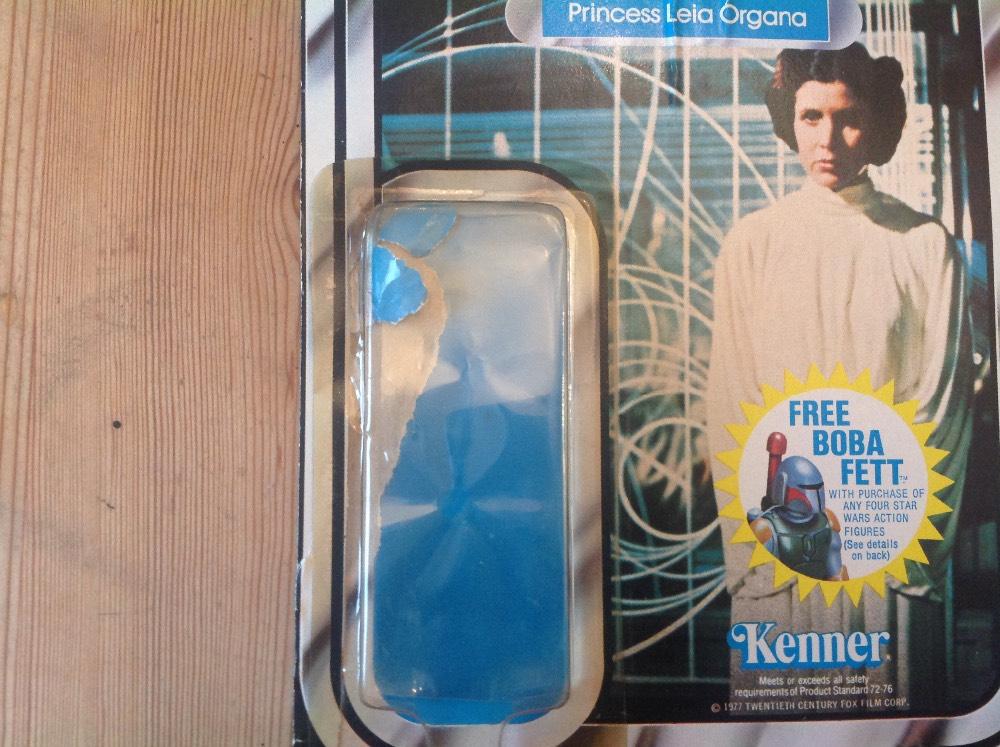 Princess Leia Organa
FREE
BOBA
FETT™
WITH PURCHASE OF
ANY FOUR STAR
WARS ACTION
FIGURES
(See details
on back)
Kenner
Meets or exceeds all safety
requirements of Product Standard 72-76
© 1977 TWENTIETH CENTURY FOX FILM CORP.